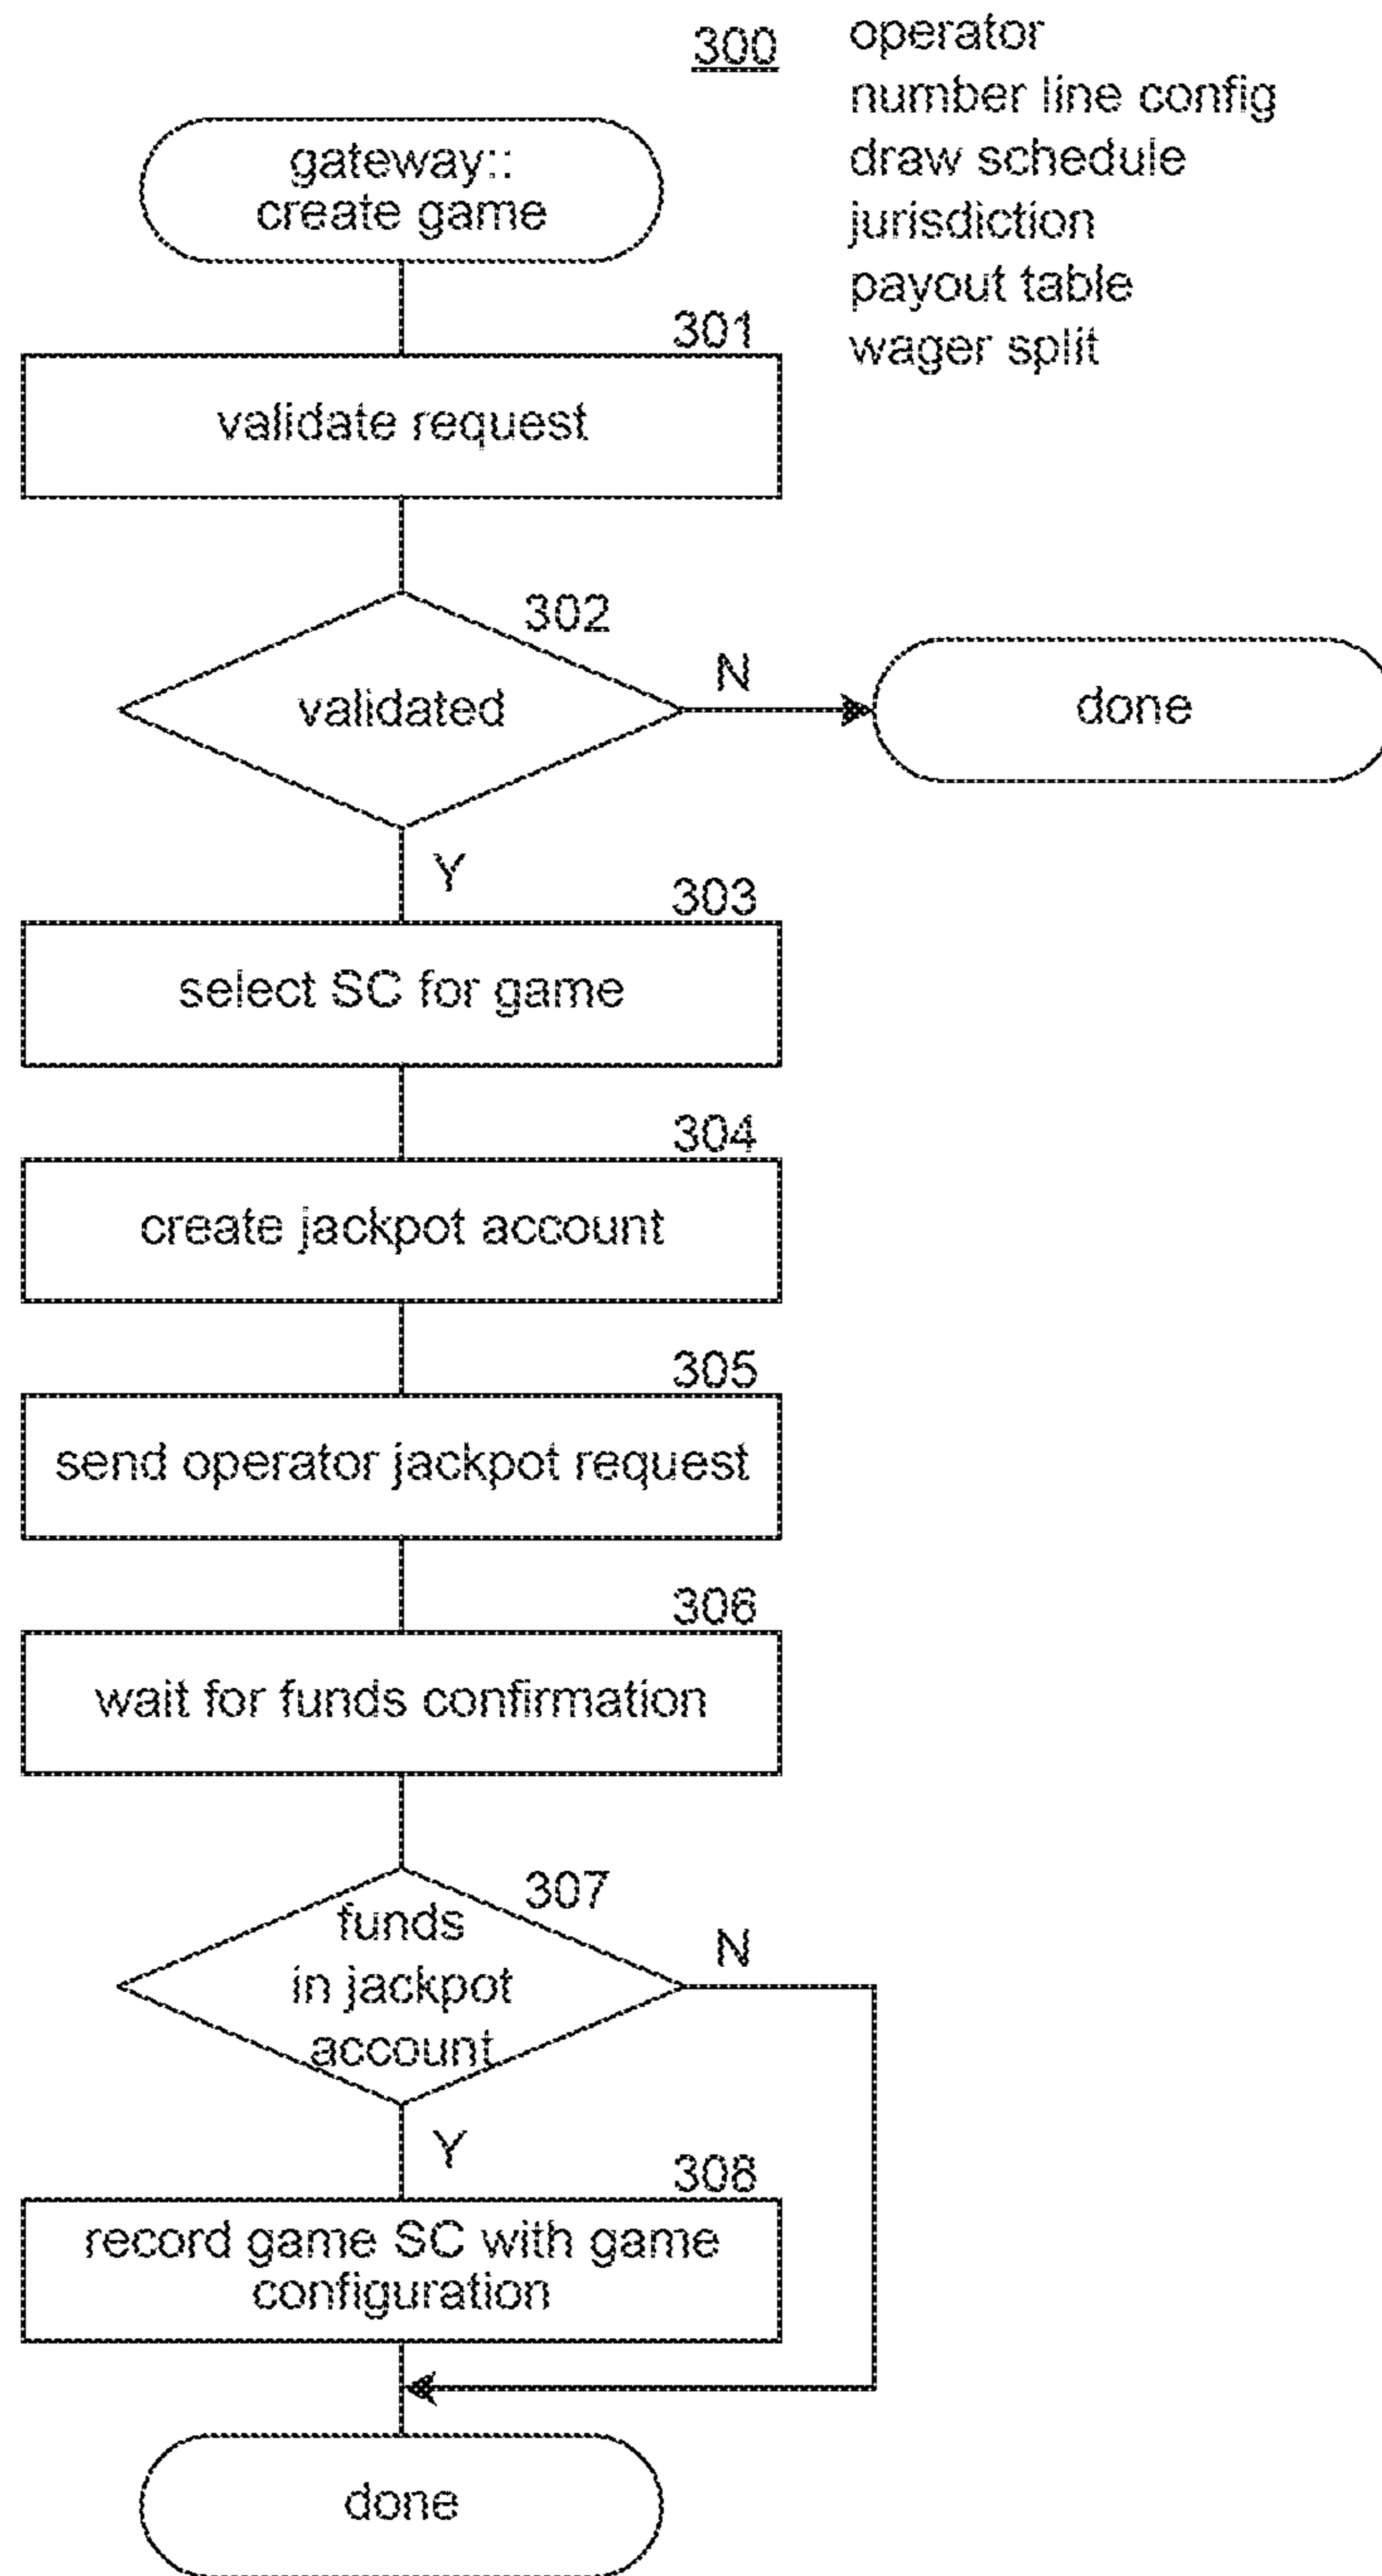 300
operator
number line config
draw schedule
jurisdiction
payout table
wager split
gateway::
create game
301
validate request
302
validated
N
done
Y
303
select SC for game
304
create jackpot account
305
send operator jackpot request
306
wait for funds confirmation
307
funds
in jackpot
account
N
Y
308
record game SC with game
configuration
done